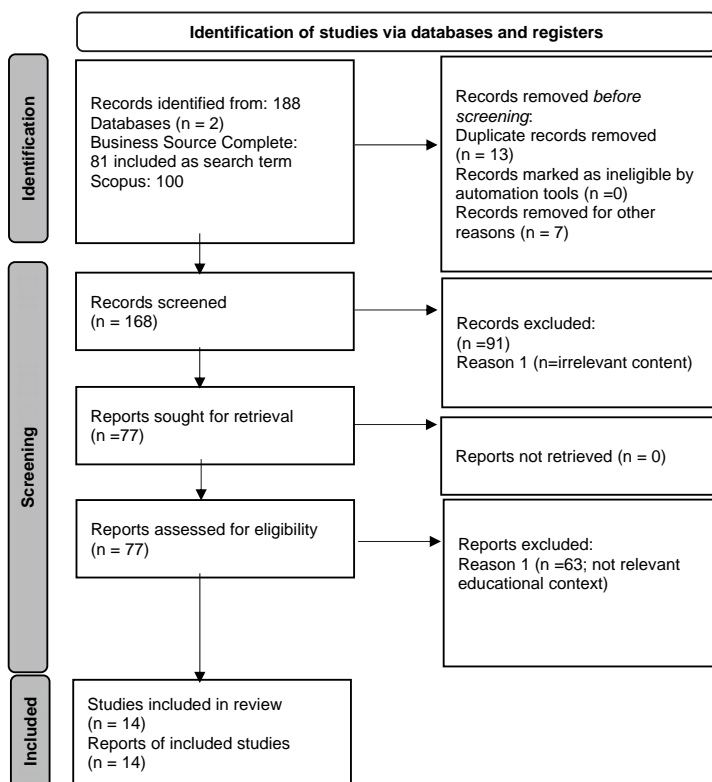 Identification of studies via databases and registers
Identification
Records identified from: 188
Databases (n = 2)
Business Source Complete:
81 included as search term
Scopus: 100
Records removed before
screening:
Duplicate records removed
(n = 13)
Records marked as ineligible by
automation tools (n =0)
Records removed for other
reasons (n = 7)
Screening
Records screened
(n = 168)
Records excluded:
(n =91)
Reason 1 (n=irrelevant content)
Reports sought for retrieval
(n =77)
Reports not retrieved (n = 0)
Reports assessed for eligibility
(n = 77)
Reports excluded:
Reason 1 (n =63; not relevant
educational context)
Included
Studies included in review
(n = 14)
Reports of included studies
(n = 14)